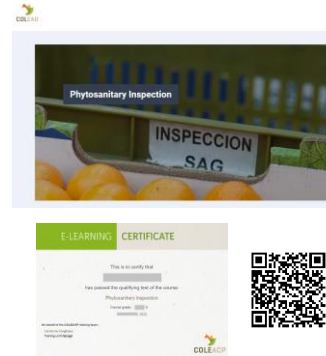 COLEAD
Phytosanitary Inspection
INSPECCION
SAG
E-LEARNING CERTIFICATE
This is to certify that
has passed the qualifying test of the course
Phytosanitary Inspection
COLEACP